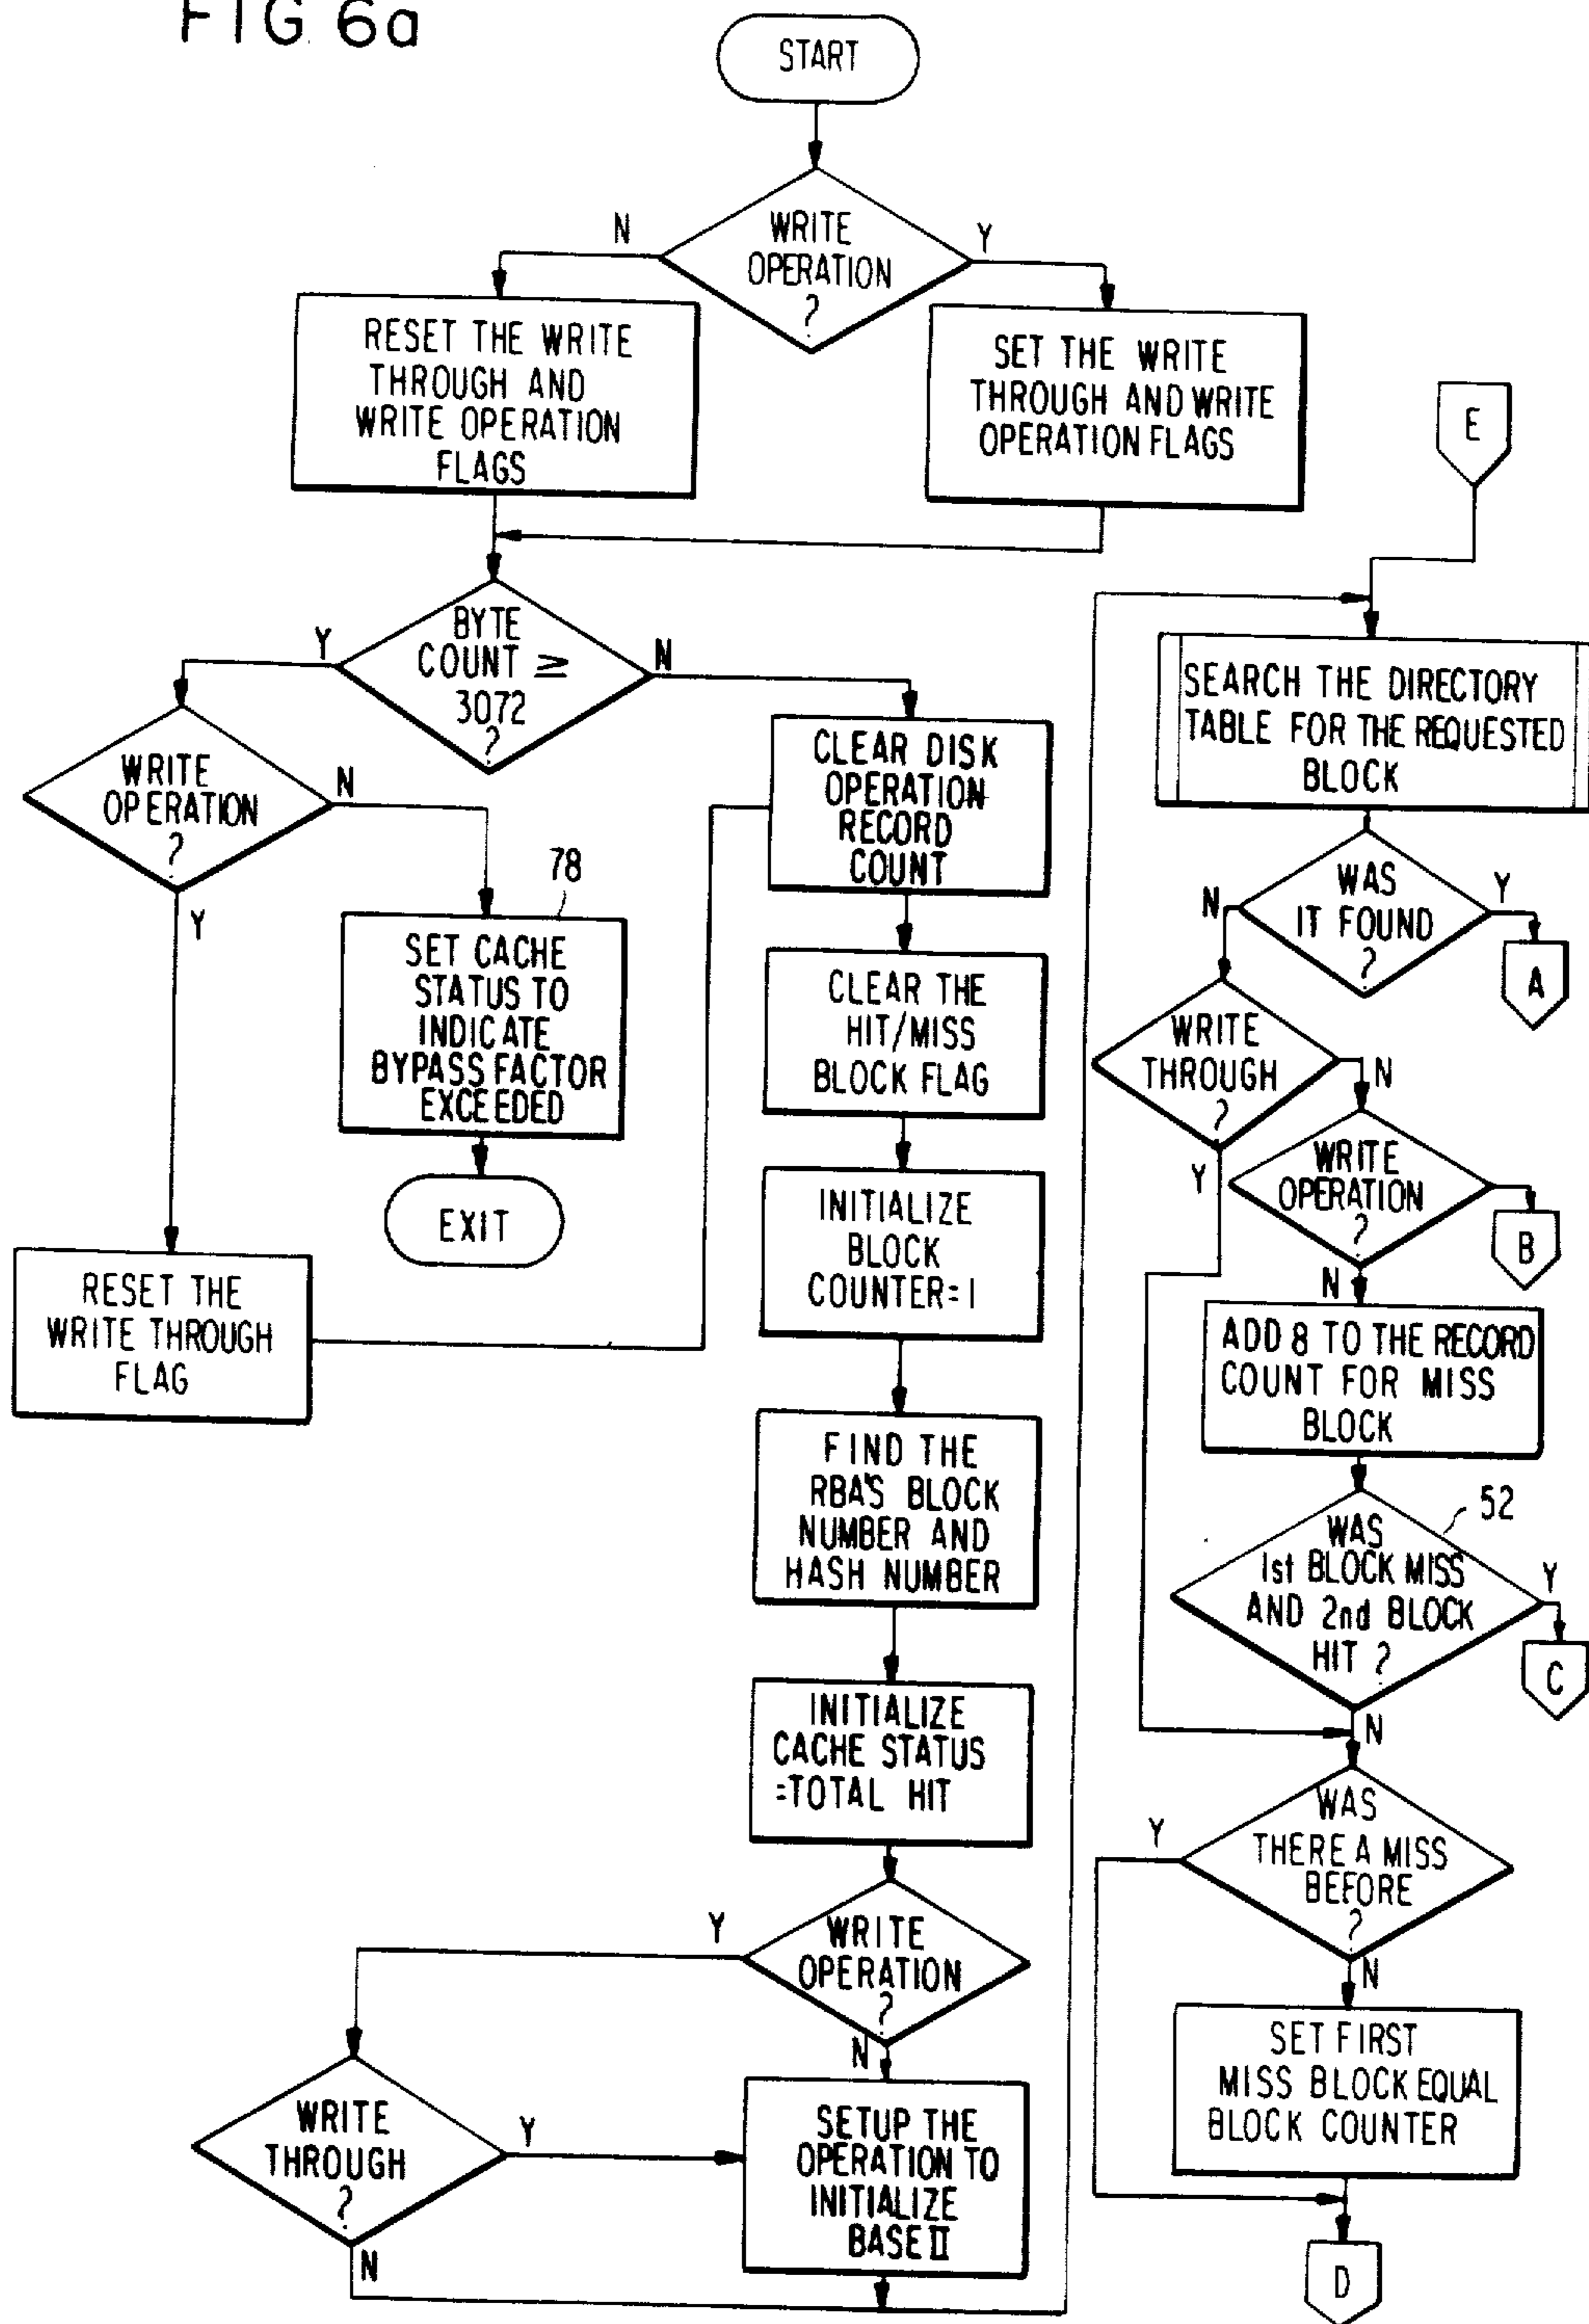 FIG. 6a
START
WRITE
OPERATION
?
N
Y
RESET THE WRITE
THROUGH AND
WRITE OPERATION
FLAGS
SET THE WRITE
THROUGH AND WRITE
OPERATION FLAGS
E
BYTE
COUNT ≥
3072
?
Y
N
WRITE
OPERATION
?
N
Y
78
SET CACHE
STATUS TO
INDICATE
BYPASS FACTOR
EXCEEDED
EXIT
RESET THE
WRITE THROUGH
FLAG
CLEAR DISK
OPERATION
RECORD
COUNT
CLEAR THE
HIT/MISS
BLOCK FLAG
INITIALIZE
BLOCK
COUNTER=1
FIND THE
RBA'S BLOCK
NUMBER AND
HASH NUMBER
INITIALIZE
CACHE STATUS
=TOTAL HIT
WRITE
OPERATION
?
Y
N
WRITE
THROUGH
?
Y
N
SETUP THE
OPERATION TO
INITIALIZE
BASE II
SEARCH THE DIRECTORY
TABLE FOR THE REQUESTED
BLOCK
WAS
IT FOUND
?
N
Y
A
WRITE
THROUGH
?
N
Y
WRITE
OPERATION
?
B
N
ADD 8 TO THE RECORD
COUNT FOR MISS
BLOCK
52
WAS
1st BLOCK MISS
AND 2nd BLOCK
HIT ?
Y
C
N
WAS
THERE A MISS
BEFORE
?
Y
N
SET FIRST
MISS BLOCK EQUAL
BLOCK COUNTER
D